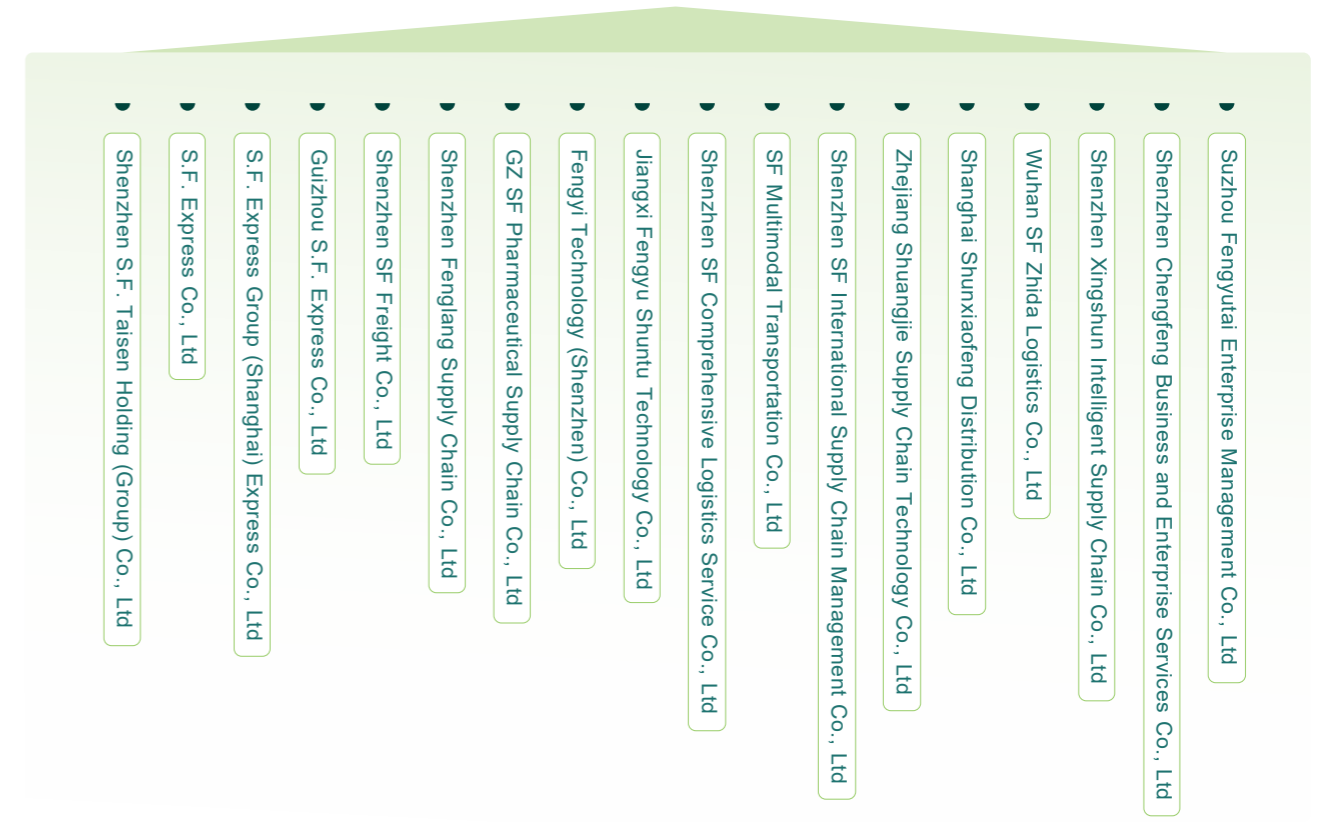 Shenzhen S.F. Taisen Holding (Group) Co., Ltd
S.F. Express Co., Ltd
S.F. Express Group (Shanghai) Express Co., Ltd
Guizhou S.F. Express Co., Ltd
Shenzhen SF Freight Co., Ltd
Shenzhen Fenglang Supply Chain Co., Ltd
GZ SF Pharmaceutical Supply Chain Co., Ltd
Fengyi Technology (Shenzhen) Co., Ltd
Jiangxi Fengyu Shuntu Technology Co., Ltd
Shenzhen SF Comprehensive Logistics Service Co., Ltd
SF Multimodal Transportation Co., Ltd
Shenzhen SF International Supply Chain Management Co., Ltd
Zhejiang Shuangjie Supply Chain Technology Co., Ltd
Shanghai Shunxiaofeng Distribution Co., Ltd
Wuhan SF Zhida Logistics Co., Ltd
Shenzhen Xingshun Intelligent Supply Chain Co., Ltd
Shenzhen Chengfeng Business and Enterprise Services Co., Ltd
Suzhou Fengyutai Enterprise Management Co., Ltd